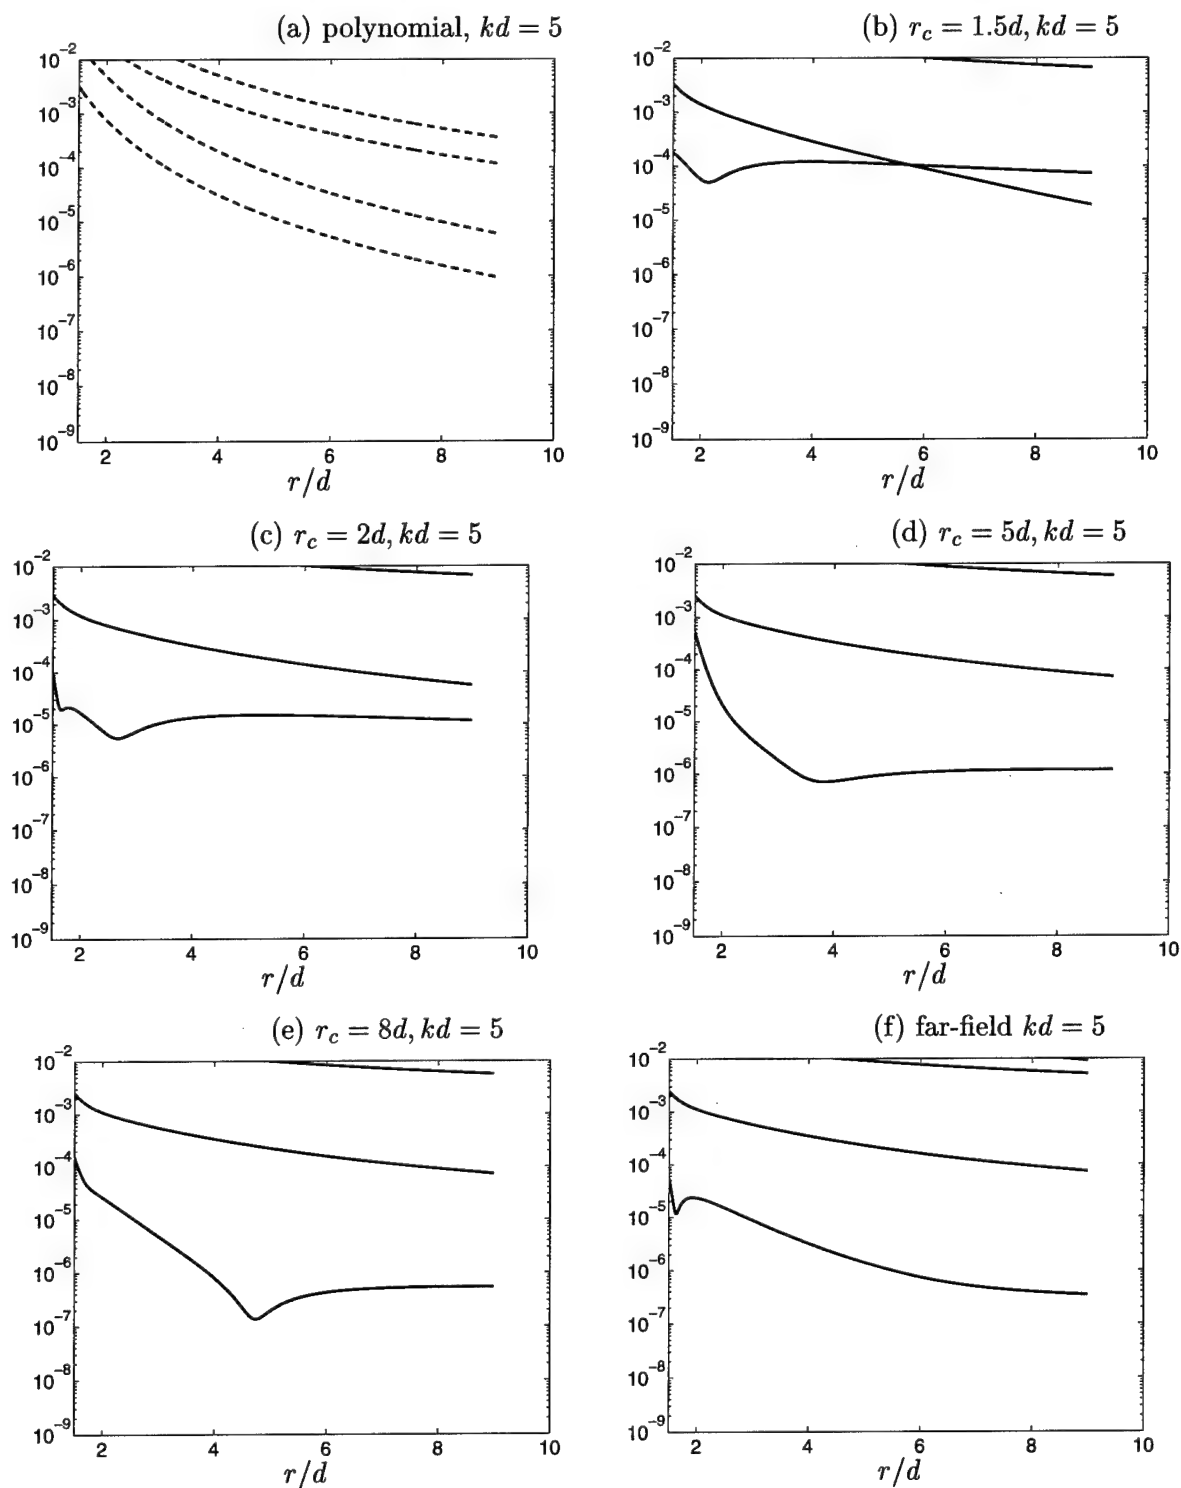 (a) polynomial, kd = 5
10⁻²
10⁻³
10⁻⁴
10⁻⁵
10⁻⁶
10⁻⁷
10⁻⁸
10⁻⁹
2 4 6 8 10
r/d
(b) r_c = 1.5d, kd = 5
10⁻²
10⁻³
10⁻⁴
10⁻⁵
10⁻⁶
10⁻⁷
10⁻⁸
10⁻⁹
2 4 6 8 10
r/d
(c) r_c = 2d, kd = 5
10⁻²
10⁻³
10⁻⁴
10⁻⁵
10⁻⁶
10⁻⁷
10⁻⁸
10⁻⁹
2 4 6 8 10
r/d
(d) r_c = 5d, kd = 5
10⁻²
10⁻³
10⁻⁴
10⁻⁵
10⁻⁶
10⁻⁷
10⁻⁸
10⁻⁹
2 4 6 8 10
r/d
(e) r_c = 8d, kd = 5
10⁻²
10⁻³
10⁻⁴
10⁻⁵
10⁻⁶
10⁻⁷
10⁻⁸
10⁻⁹
2 4 6 8 10
r/d
(f) far-field kd = 5
10⁻²
10⁻³
10⁻⁴
10⁻⁵
10⁻⁶
10⁻⁷
10⁻⁸
10⁻⁹
2 4 6 8 10
r/d